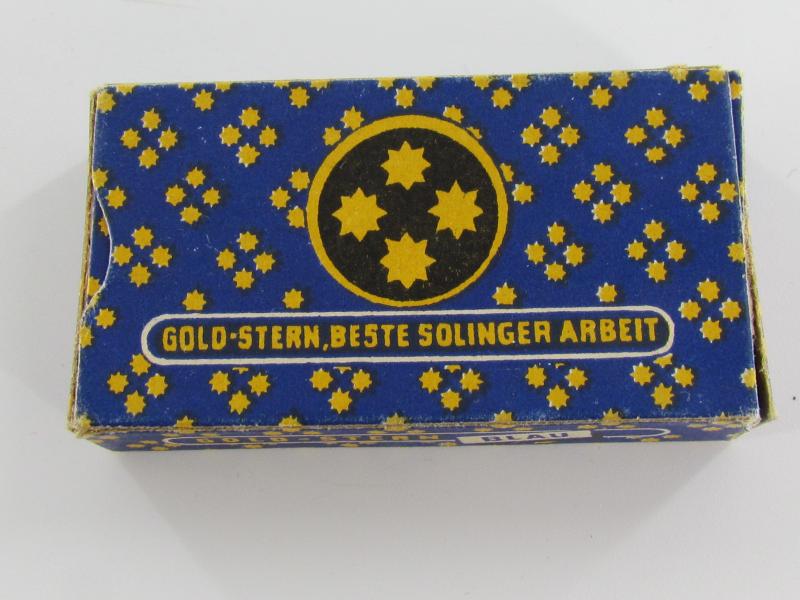 GOLD-STERN, BESTE SOLINGER ARBEIT
GOLD-STERN BLAU